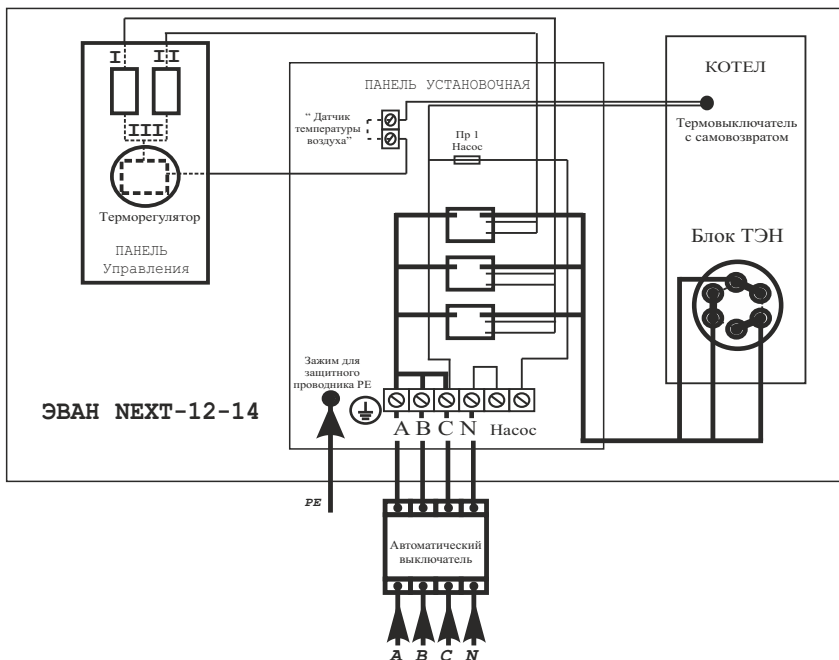 I II
III
Терморегулятор
ПАНЕЛЬ
Управления
ПАНЕЛЬ УСТАНОВОЧНАЯ
“ Датчик
температуры
воздуха”
Пр 1
Насос
КОТЕЛ
Термовыключатель
с самовозвратом
Блок ТЭН
Зажим для
защитного
проводника PE
ЭВАН NEXT-12-14
A B C N Насос
PE
Автоматический
выключатель
A B C N